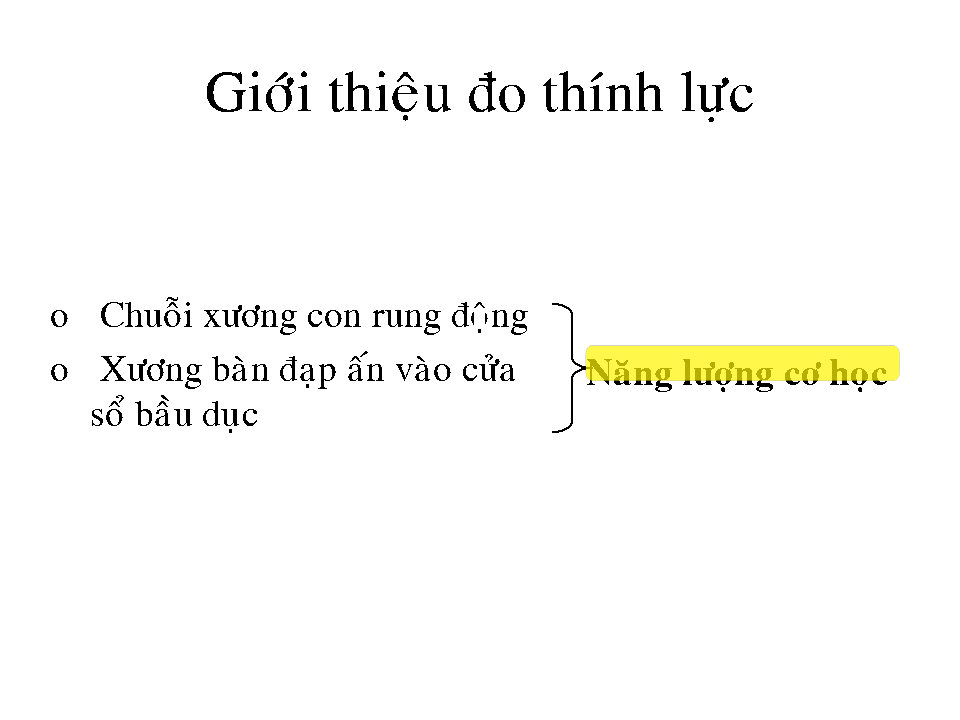 Giới thiệu đo thính lực
o Chuỗi xương con rung động
o Xương bàn đạp ấn vào cửa
sổ bầu dục
Năng lượng cơ học